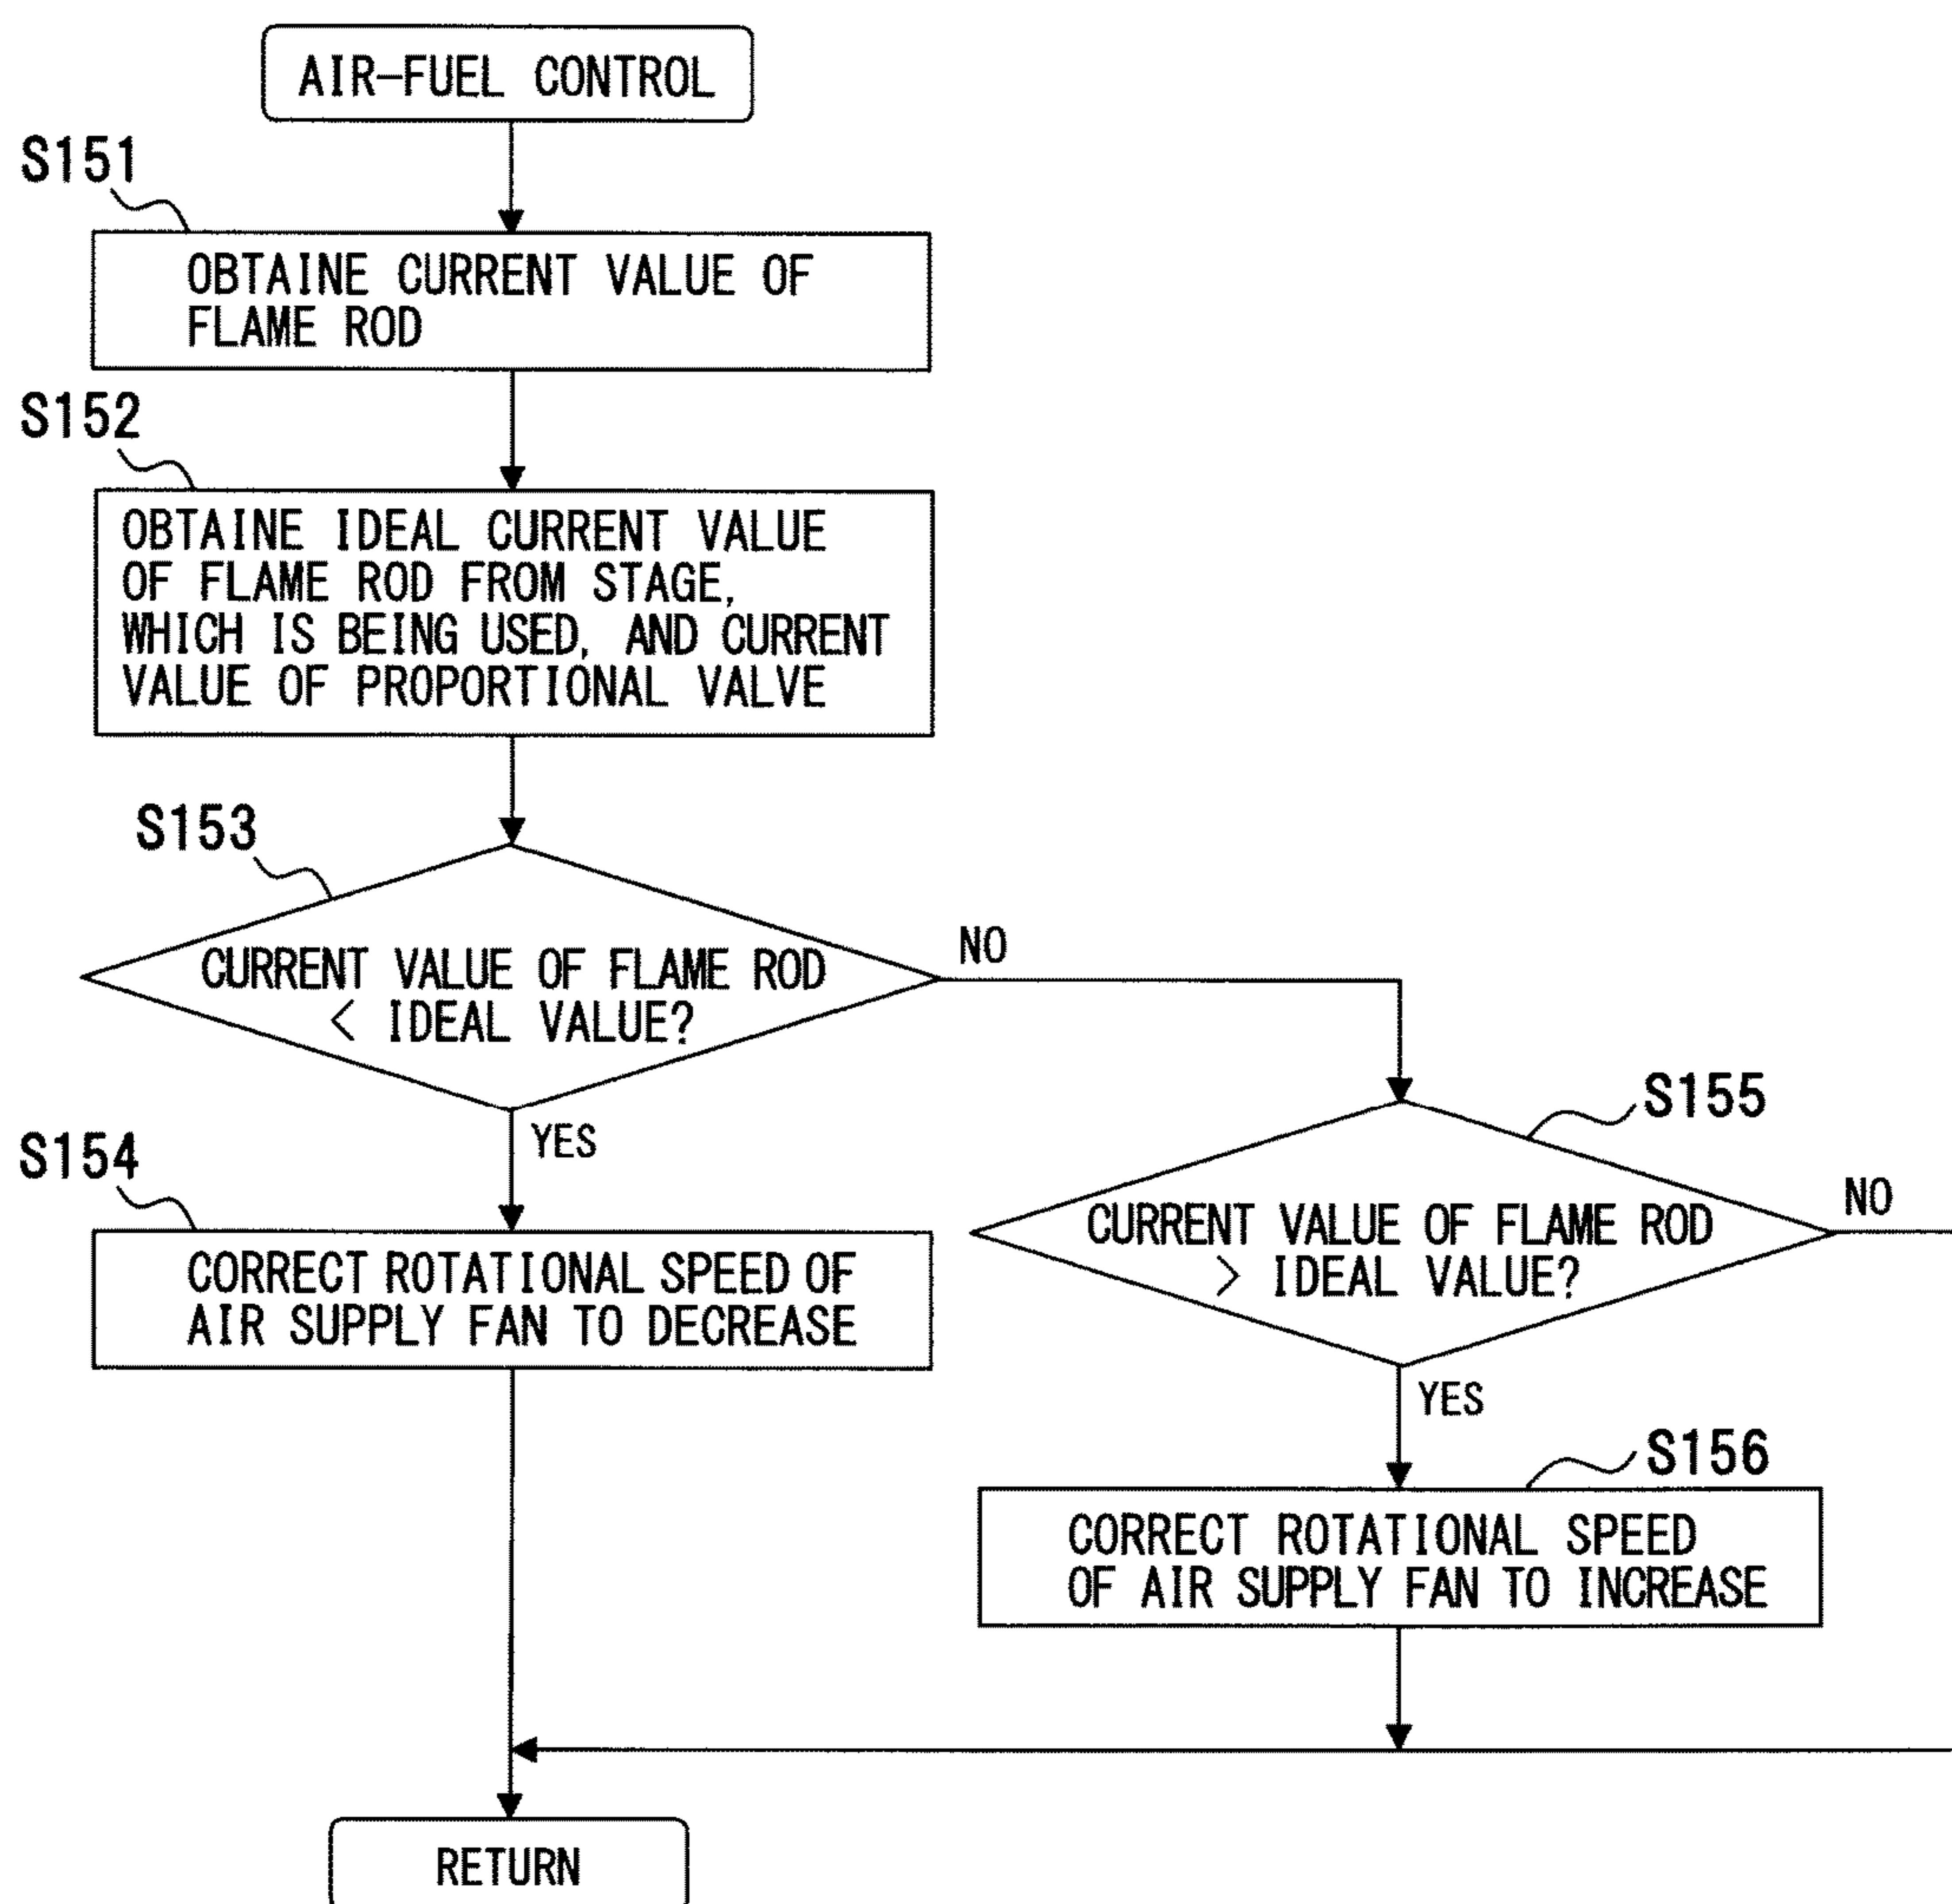 AIR-FUEL CONTROL
S151
OBTAINE CURRENT VALUE OF
FLAME ROD
S152
OBTAINE IDEAL CURRENT VALUE
OF FLAME ROD FROM STAGE,
WHICH IS BEING USED, AND CURRENT
VALUE OF PROPORTIONAL VALVE
S153
CURRENT VALUE OF FLAME ROD
< IDEAL VALUE?
NO
YES
S154
CORRECT ROTATIONAL SPEED OF
AIR SUPPLY FAN TO DECREASE
S155
CURRENT VALUE OF FLAME ROD
> IDEAL VALUE?
NO
YES
S156
CORRECT ROTATIONAL SPEED
OF AIR SUPPLY FAN TO INCREASE
RETURN